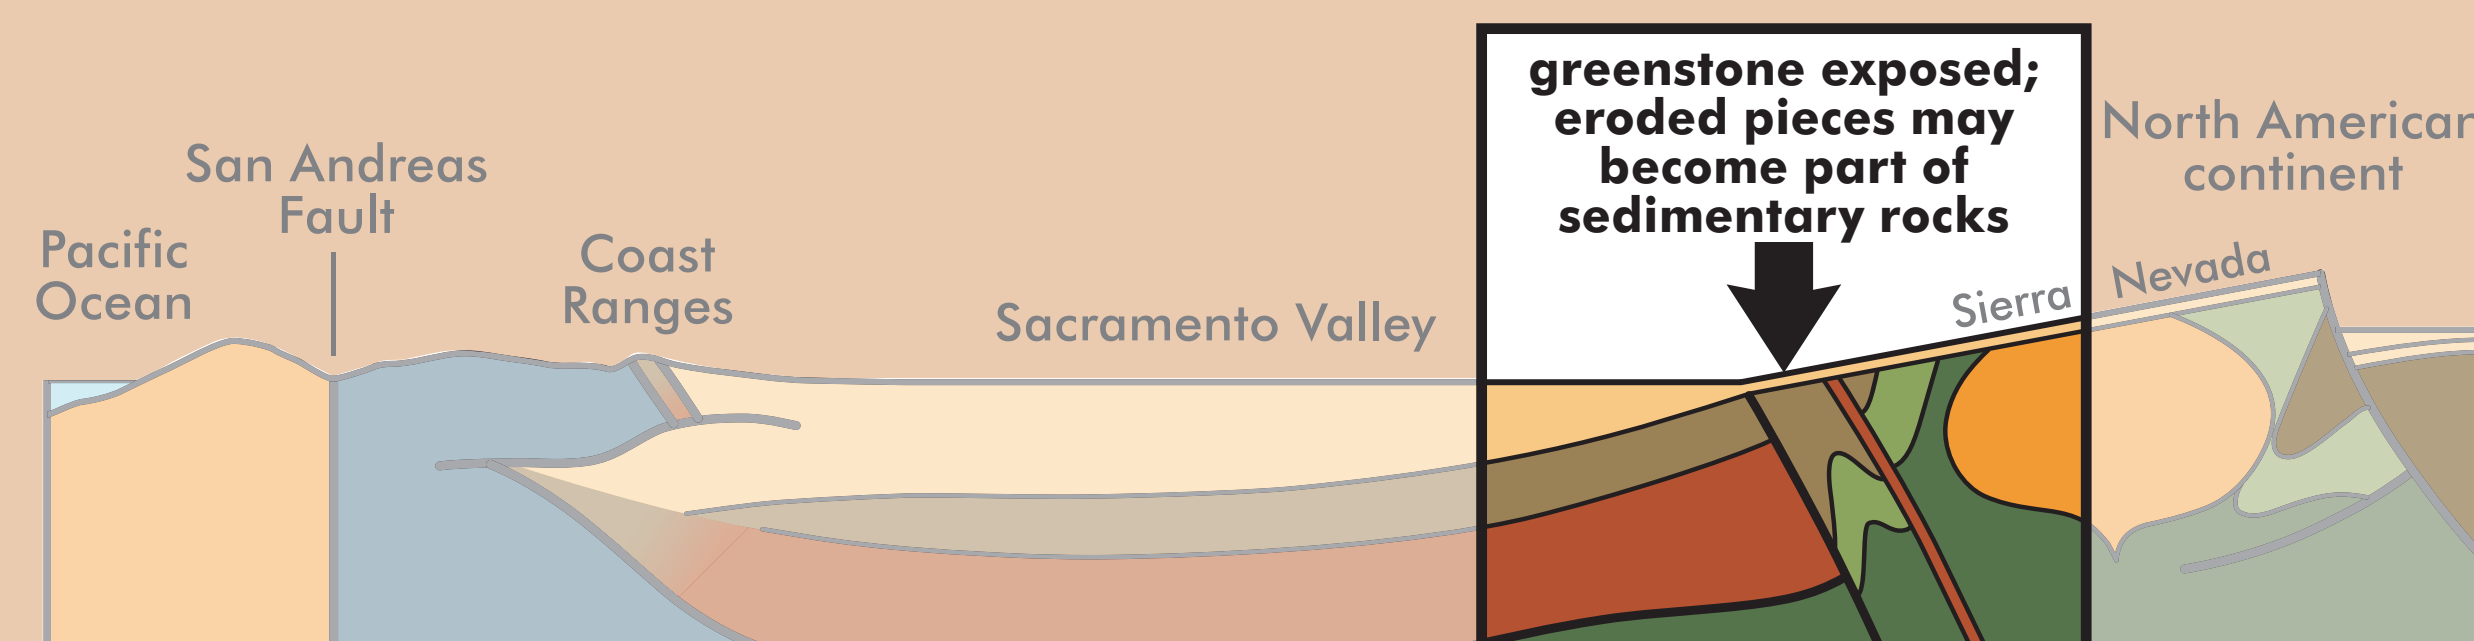 Pacific
Ocean
San Andreas
Fault
Coast
Ranges
Sacramento Valley
greenstone exposed;
eroded pieces may
become part of
sedimentary rocks
Sierra Nevada
North American
continent